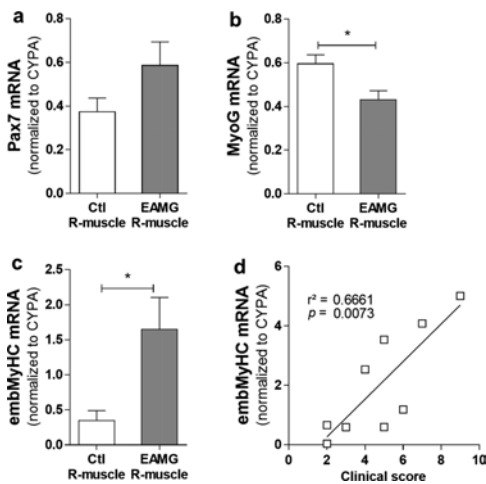 a
Pax7 mRNA
(normalized to CYPA)
0.8
0.6
0.4
0.2
0.0
Ctl
R-muscle
EAMG
R-muscle
b
MyoG mRNA
(normalized to CYPA)
0.8
0.6
0.4
0.2
0.0
*
Ctl
R-muscle
EAMG
R-muscle
c
embMyHC mRNA
(normalized to CYPA)
2.5
2.0
1.5
1.0
0.5
0.0
*
Ctl
R-muscle
EAMG
R-muscle
d
embMyHC mRNA
(normalized to CYPA)
6
4
2
0
r² = 0.6661
p = 0.0073
0 2 4 6 8 10
Clinical score